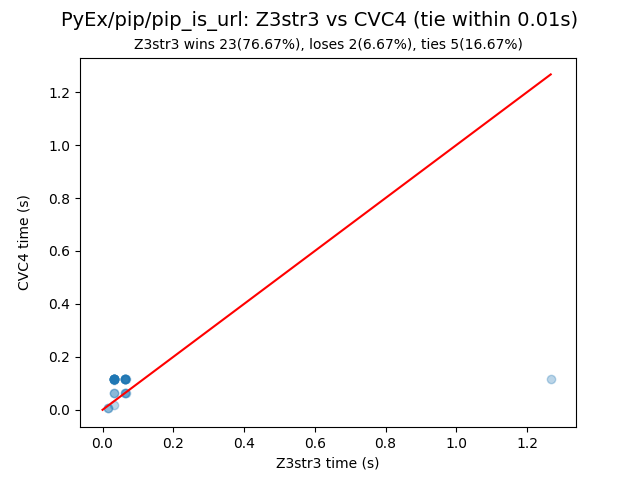 PyEx/pip/pip_is_url: Z3str3 vs CVC4 (tie within 0.01s)
Z3str3 wins 23(76.67%), loses 2(6.67%), ties 5(16.67%)
CVC4 time (s)
1.2
1.0
0.8
0.6
0.4
0.2
0.0
0.0 0.2 0.4 0.6 0.8 1.0 1.2
Z3str3 time (s)